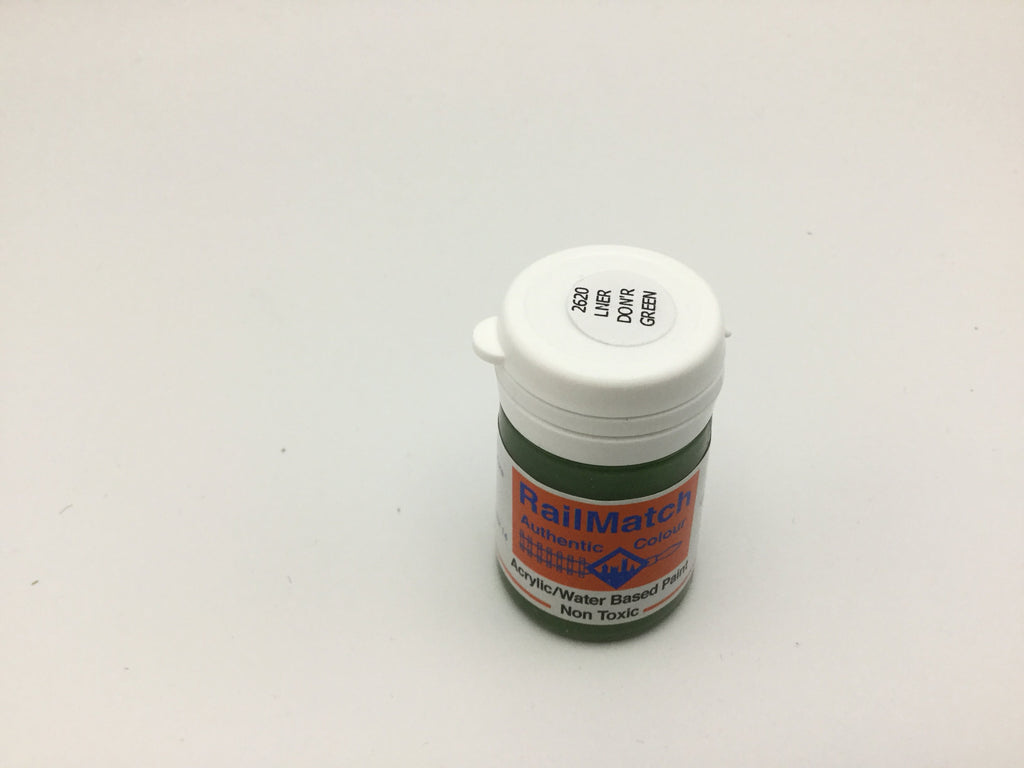 2620
LNER
DON'R
GREEN
RailMatch
Authentic Colour
Acrylic/Water Based Paint
Non Toxic